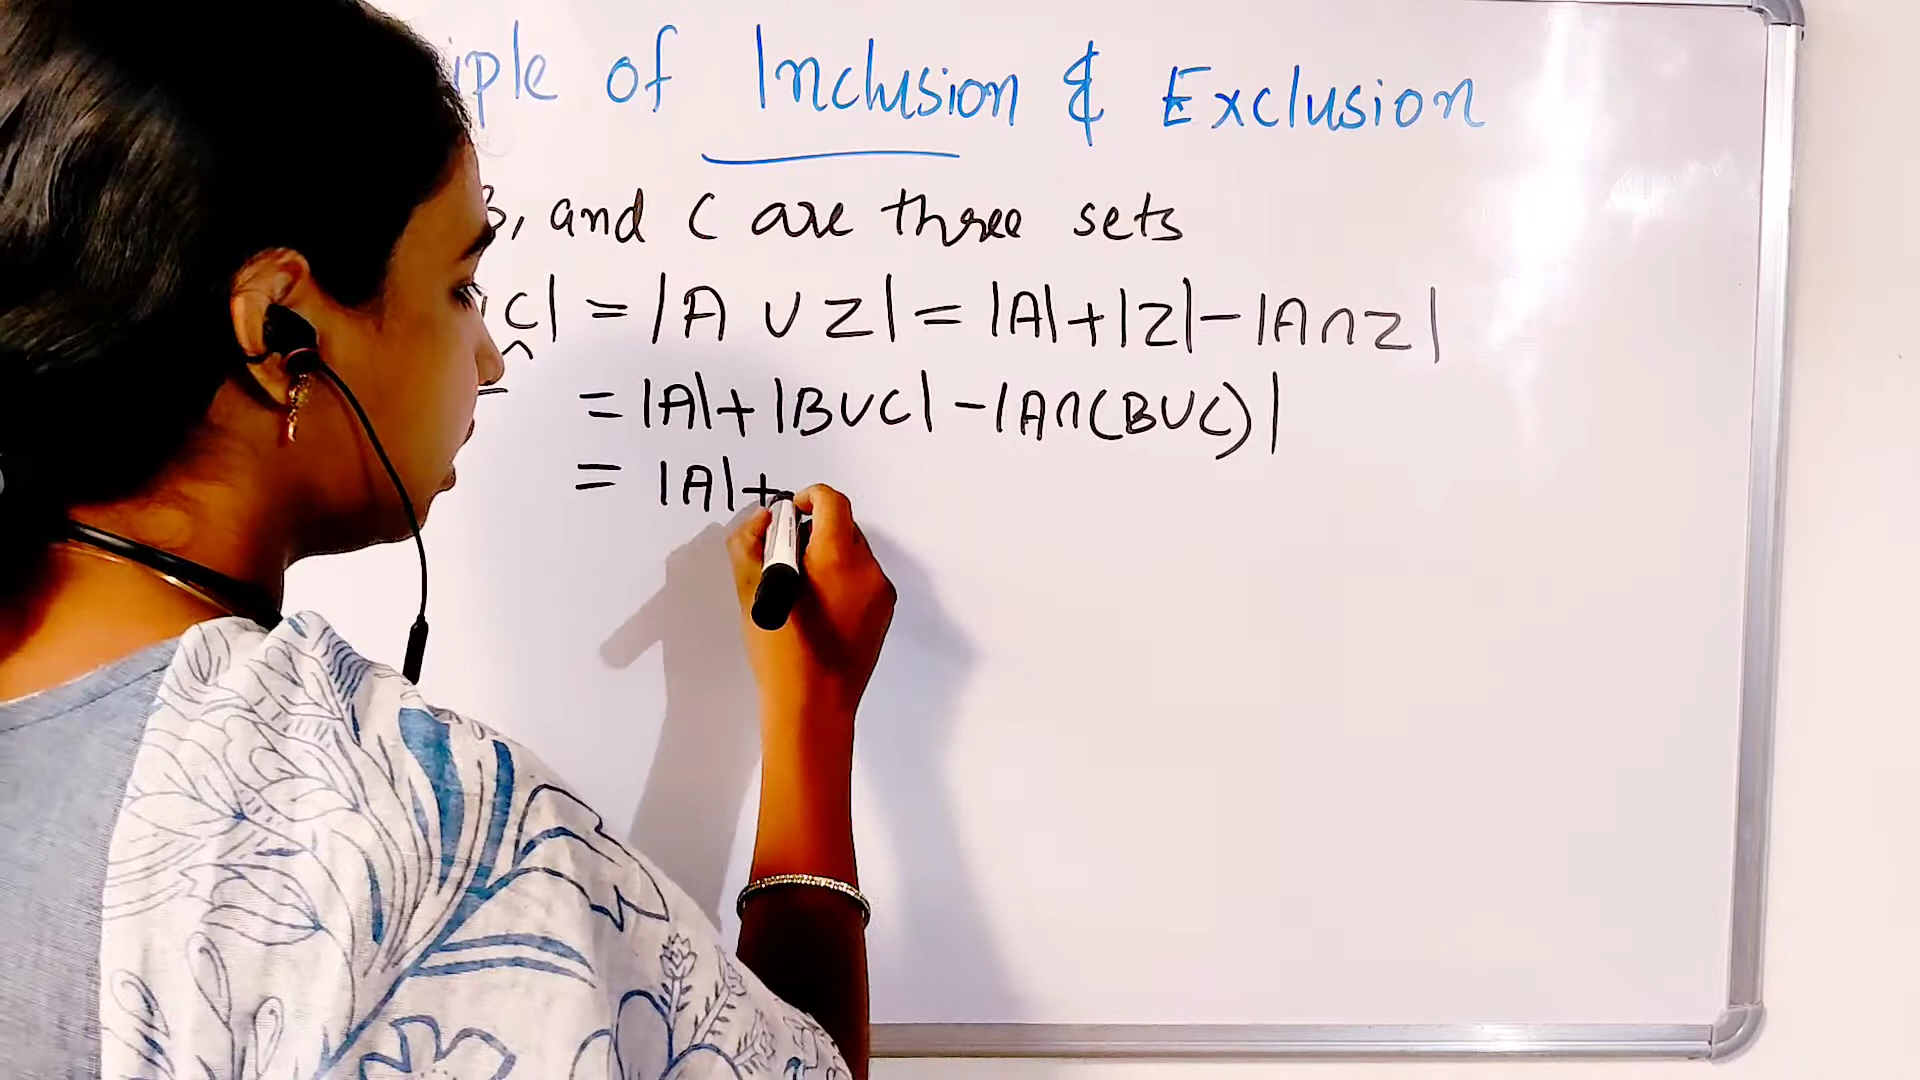 iple of Inclusion & Exclusion
B, and C are three sets
C| = |A ∪ Z| = |A|+|Z|-|A∩Z|
= |A|+|B∪C| -|A∩(B∪C)|
= |A|+